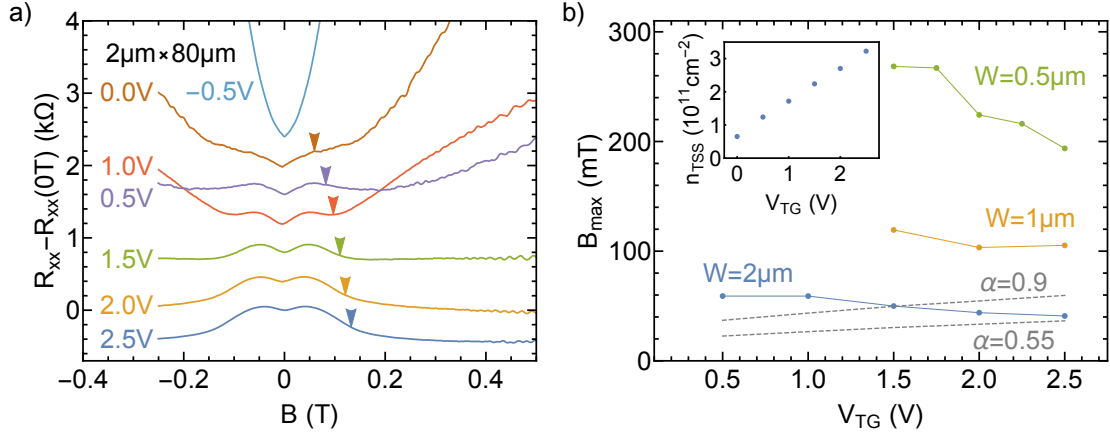 a)
2μm×80μm
0.0V
−0.5V
1.0V
0.5V
1.5V
2.0V
2.5V
R_xx−R_xx(0T) (kΩ)
4
3
2
1
0
−0.4
−0.2
0
0.2
0.4
B (T)
b)
B_max (mT)
300
200
100
0
0.5
1.0
1.5
2.0
2.5
V_TG (V)
W=0.5μm
W=1μm
W=2μm
α=0.9
α=0.55
n_TSS (10¹¹cm⁻²)
3
2
1
0
0
1
2
V_TG (V)